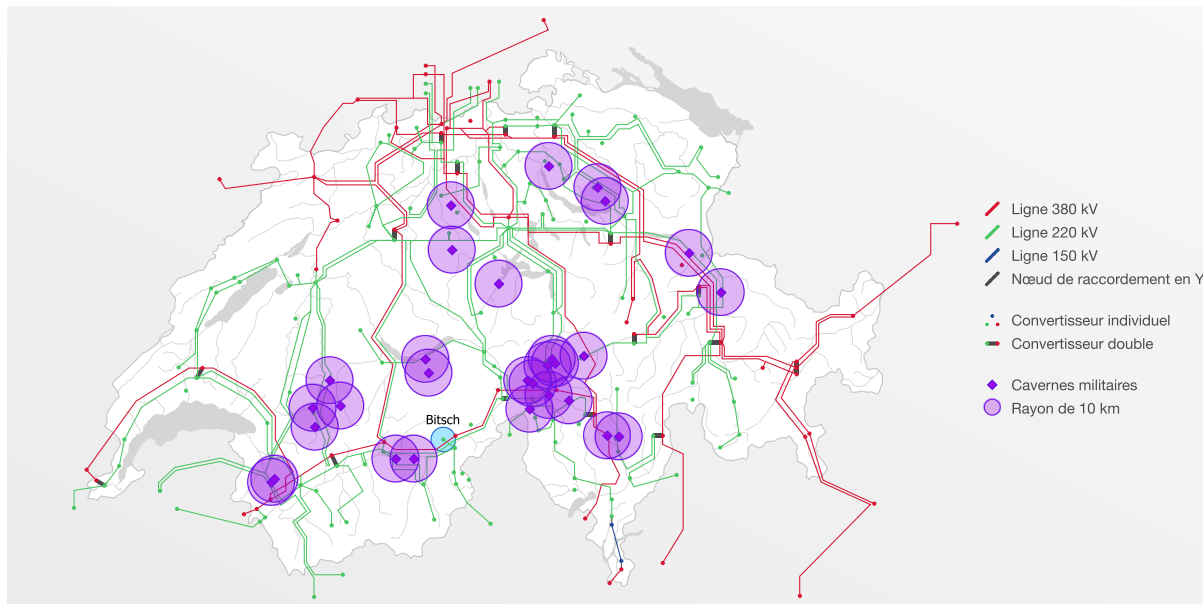 Bitsch
Ligne 380 kV
Ligne 220 kV
Ligne 150 kV
Nœud de raccordement en Y
Convertisseur individuel
Convertisseur double
Cavernes militaires
Rayon de 10 km